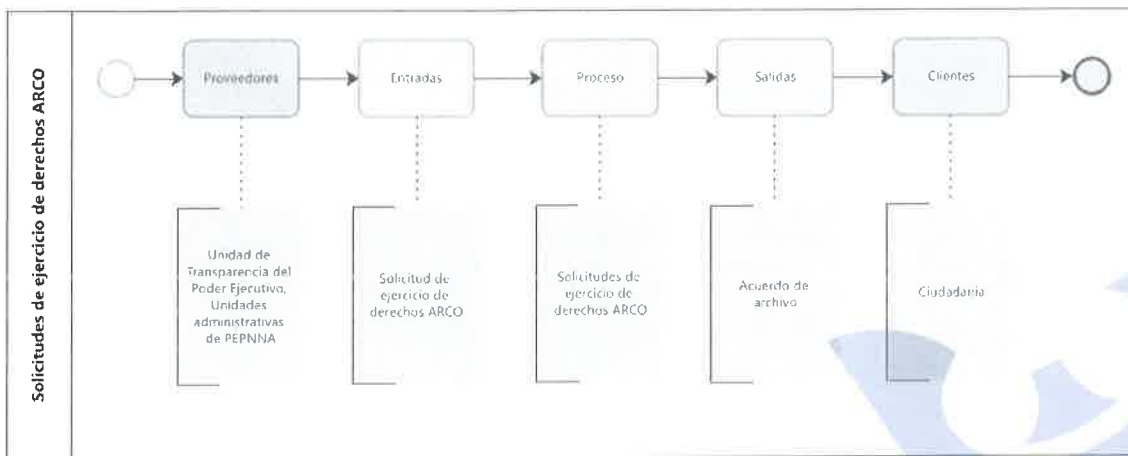 Solicitudes de ejercicio de derechos ARCO
Proveedores
Entradas
Proceso
Salidas
Clientes
Unidad de
Transparencia del
Poder Ejecutivo,
Unidades
administrativas
de PEPNNA
Solicitud de
ejercicio de
derechos ARCO
Solicitudes de
ejercicio de
derechos ARCO
Acuerdo de
archivo
Ciudadanía